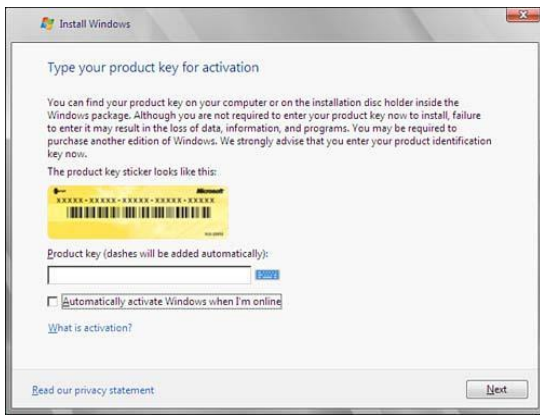 Install Windows
Type your product key for activation
You can find your product key on your computer or on the installation disc holder inside the
Windows package. Although you are not required to enter your product key now to install, failure
to enter it may result in the loss of data, information, and programs. You may be required to
purchase another edition of Windows. We strongly advise that you enter your product identification
key now.
The product key sticker looks like this:
Microsoft
XXXXX-XXXXX-XXXXX-XXXXX-XXXXX
Product key (dashes will be added automatically):
Automatically activate Windows when I'm online
What is activation?
Read our privacy statement
Next